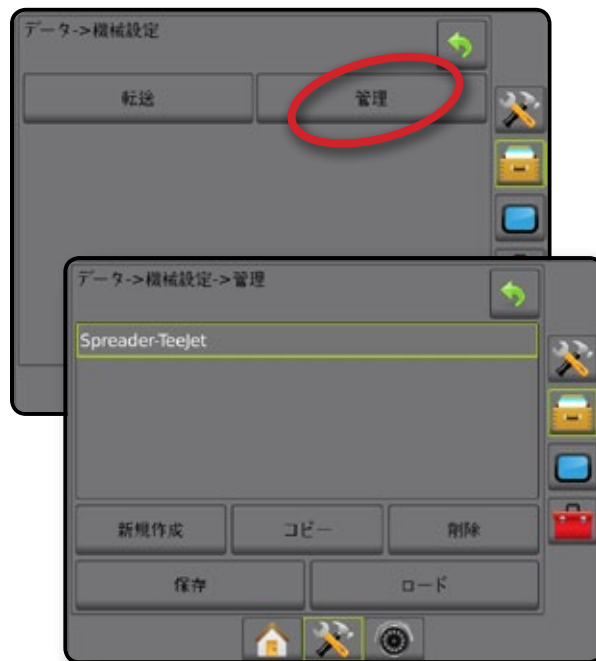 データ->機械設定
転送 管理
データ->機械設定->管理
Spreader-TeeJet
新規作成 コピー 削除
保存 ロード